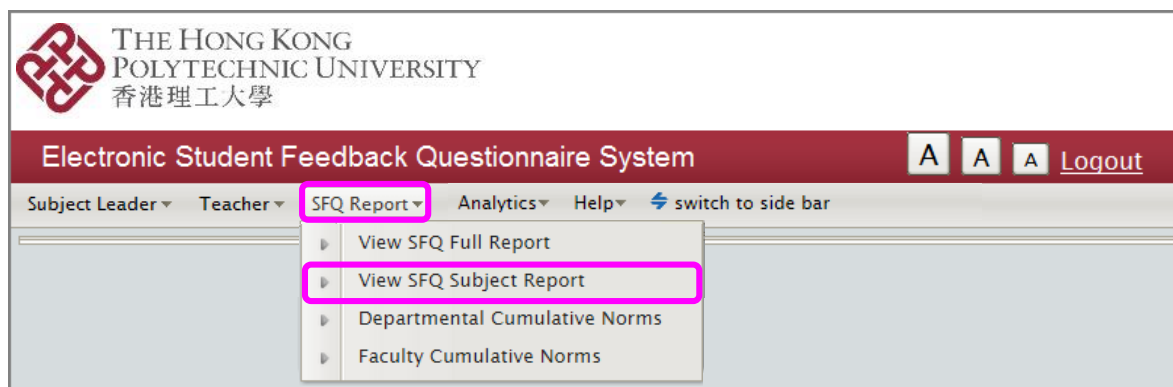 THE HONG KONG
POLYTECHNIC UNIVERSITY
香港理工大學
Electronic Student Feedback Questionnaire System A A A Logout
Subject Leader Teacher SFQ Report Analytics Help switch to side bar
View SFQ Full Report
View SFQ Subject Report
Departmental Cumulative Norms
Faculty Cumulative Norms